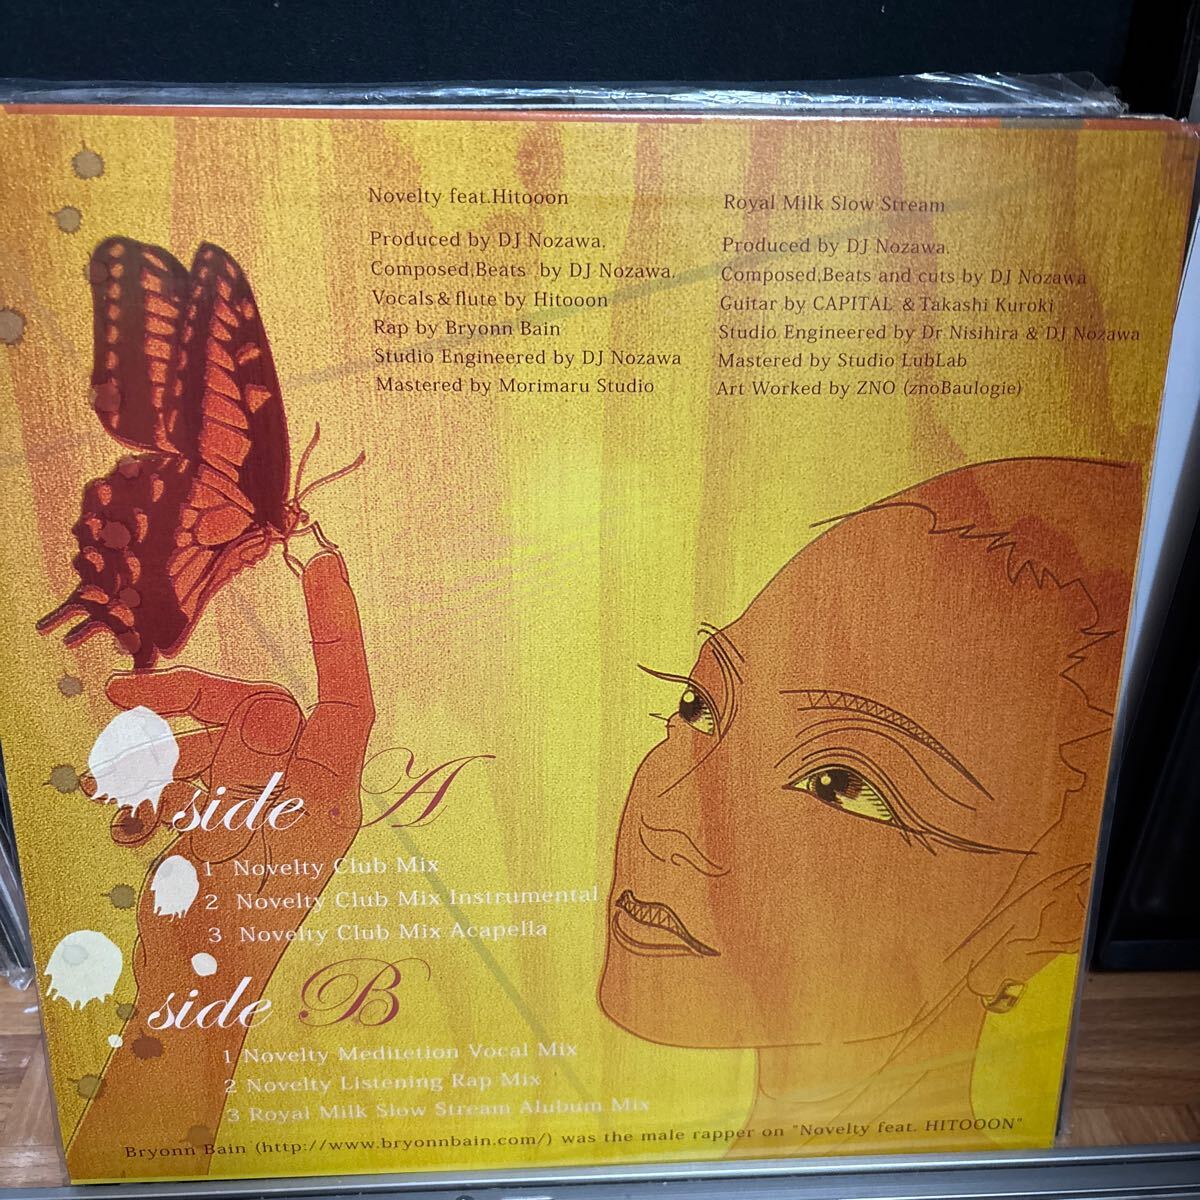 Novelty feat.Hitooon
Produced by DJ Nozawa.
Composed,Beats by DJ Nozawa.
Vocals & flute by Hitooon
Rap by Bryonn Bain
Studio Engineered by DJ Nozawa
Mastered by Morimaru Studio
Royal Milk Slow Stream
Produced by DJ Nozawa.
Composed,Beats and cuts by DJ Nozawa
Guitar by CAPITAL & Takashi Kuroki
Studio Engineered by Dr Nisihira & DJ Nozawa
Mastered by Studio LubLab
Art Worked by ZNO (znoBaulogie)
side A
1 Novelty Club Mix
2 Novelty Club Mix Instrumental
3 Novelty Club Mix Acapella
side B
1 Novelty Meditetion Vocal Mix
2 Novelty Listening Rap Mix
3 Royal Milk Slow Stream Alubum Mix
Bryonn Bain (http://www.bryonnbain.com/) was the male rapper on "Novelty feat. HITOOON"